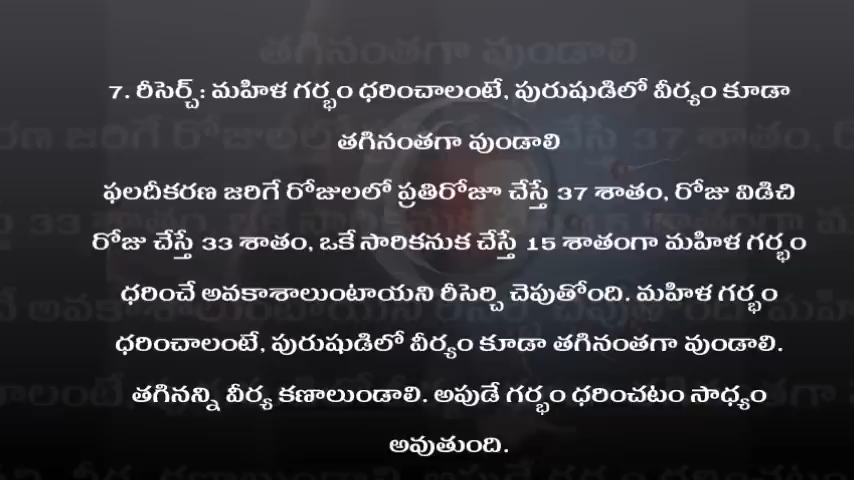 7. రీసెర్చ్: మహిళ గర్భం ధరించాలంటే, పురుషుడిలో వీర్యం కూడా
తగినంతగా వుండాలి
ఫలదీకరణ జరిగే రోజులలో ప్రతిరోజూ చేస్తే 37 శాతం, రోజు విడిచి
రోజు చేస్తే 33 శాతం, ఒకే సారికనుక చేస్తే 15 శాతంగా మహిళ గర్భం
ధరించే అవకాశాలుంటాయని రీసెర్చి చెపుతోంది. మహిళ గర్భం
ధరించాలంటే, పురుషుడిలో వీర్యం కూడా తగినంతగా వుండాలి.
తగినన్ని వీర్య కణాలుండాలి. అపుడే గర్భం ధరించటం సాధ్యం
అవుతుంది.